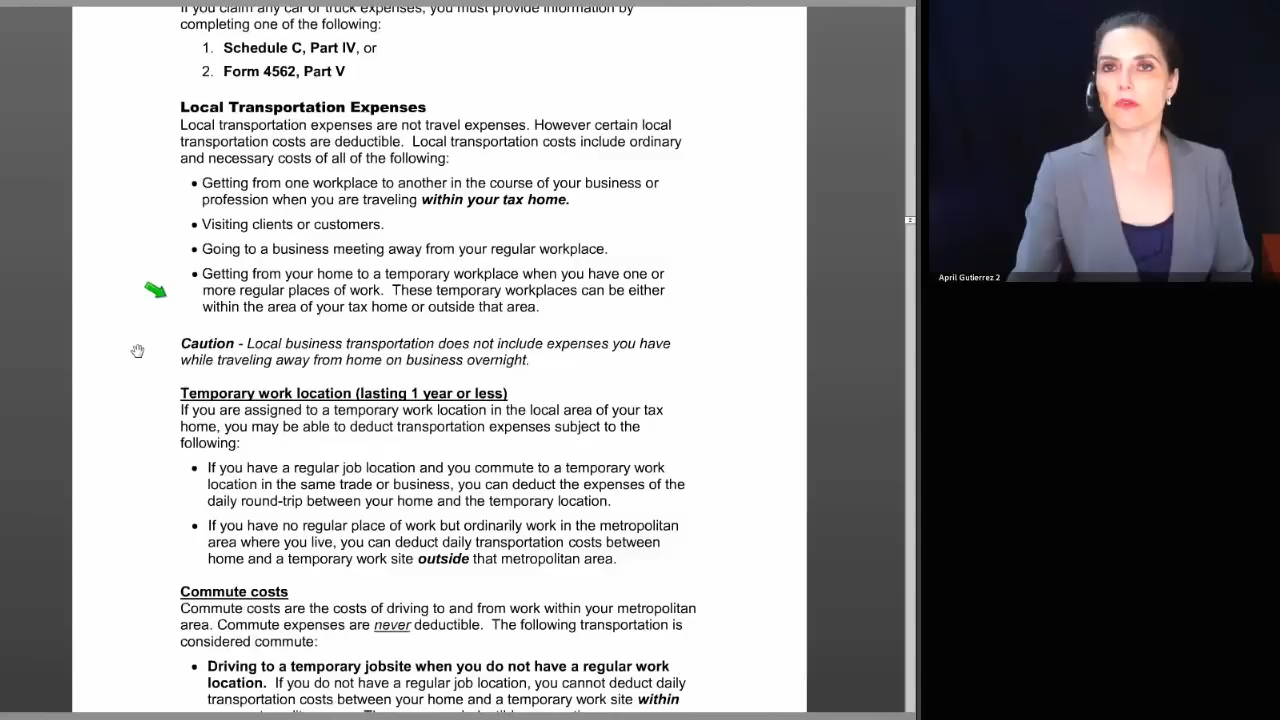 If you claim any car or truck expenses, you must provide information by
completing one of the following:
1. Schedule C, Part IV, or
2. Form 4562, Part V
Local Transportation Expenses
Local transportation expenses are not travel expenses. However certain local
transportation costs are deductible. Local transportation costs include ordinary
and necessary costs of all of the following:
• Getting from one workplace to another in the course of your business or
profession when you are traveling within your tax home.
• Visiting clients or customers.
• Going to a business meeting away from your regular workplace.
• Getting from your home to a temporary workplace when you have one or
more regular places of work. These temporary workplaces can be either
within the area of your tax home or outside that area.
Caution - Local business transportation does not include expenses you have
while traveling away from home on business overnight.
Temporary work location (lasting 1 year or less)
If you are assigned to a temporary work location in the local area of your tax
home, you may be able to deduct transportation expenses subject to the
following:
• If you have a regular job location and you commute to a temporary work
location in the same trade or business, you can deduct the expenses of the
daily round-trip between your home and the temporary location.
• If you have no regular place of work but ordinarily work in the metropolitan
area where you live, you can deduct daily transportation costs between
home and a temporary work site outside that metropolitan area.
Commute costs
Commute costs are the costs of driving to and from work within your metropolitan
area. Commute expenses are never deductible. The following transportation is
considered commute:
• Driving to a temporary jobsite when you do not have a regular work
location. If you do not have a regular job location, you cannot deduct daily
transportation costs between your home and a temporary work site within
April Gutierrez 2